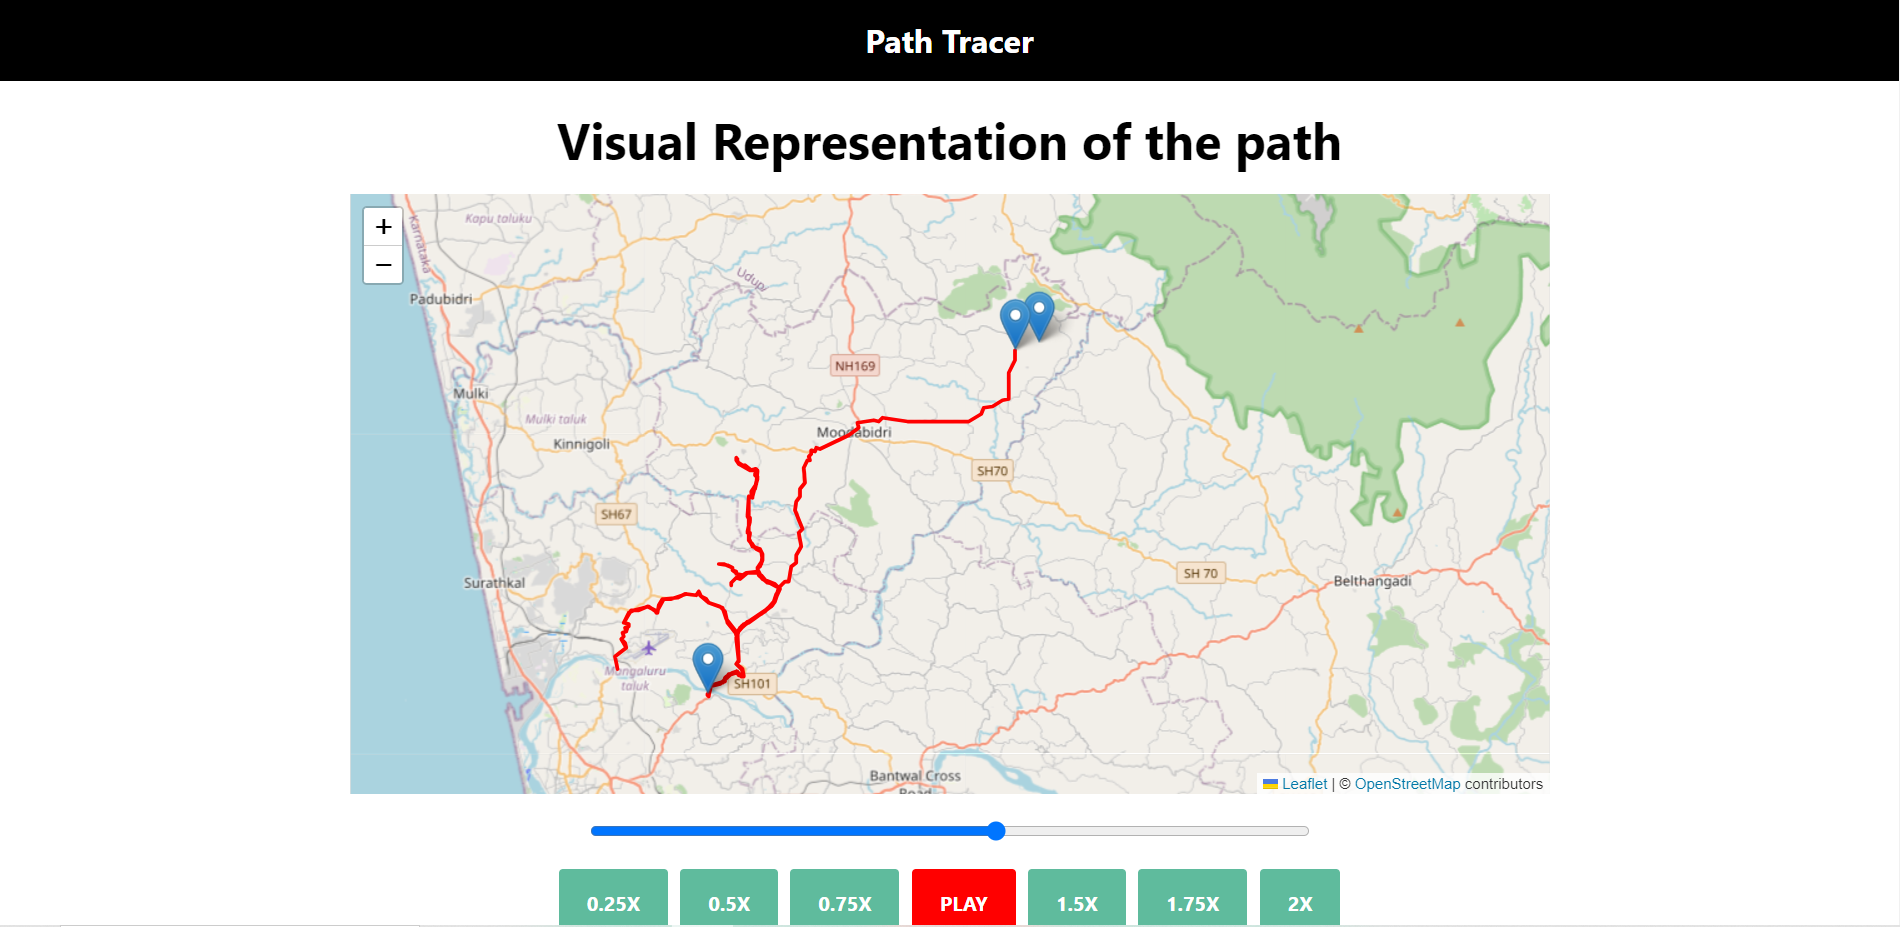 Path Tracer
Visual Representation of the path
+
−
Karnataka
Kapu taluku
Udupi
Padubidri
NH169
Mulki
Mulki taluk
Moodabidri
Kinnigoli
SH70
SH67
SH 70
Surathkal
Belthangadi
Mangaluru
taluk
SH101
Bantwal Cross
Road
Leaflet | © OpenStreetMap contributors
0.25X
0.5X
0.75X
PLAY
1.5X
1.75X
2X